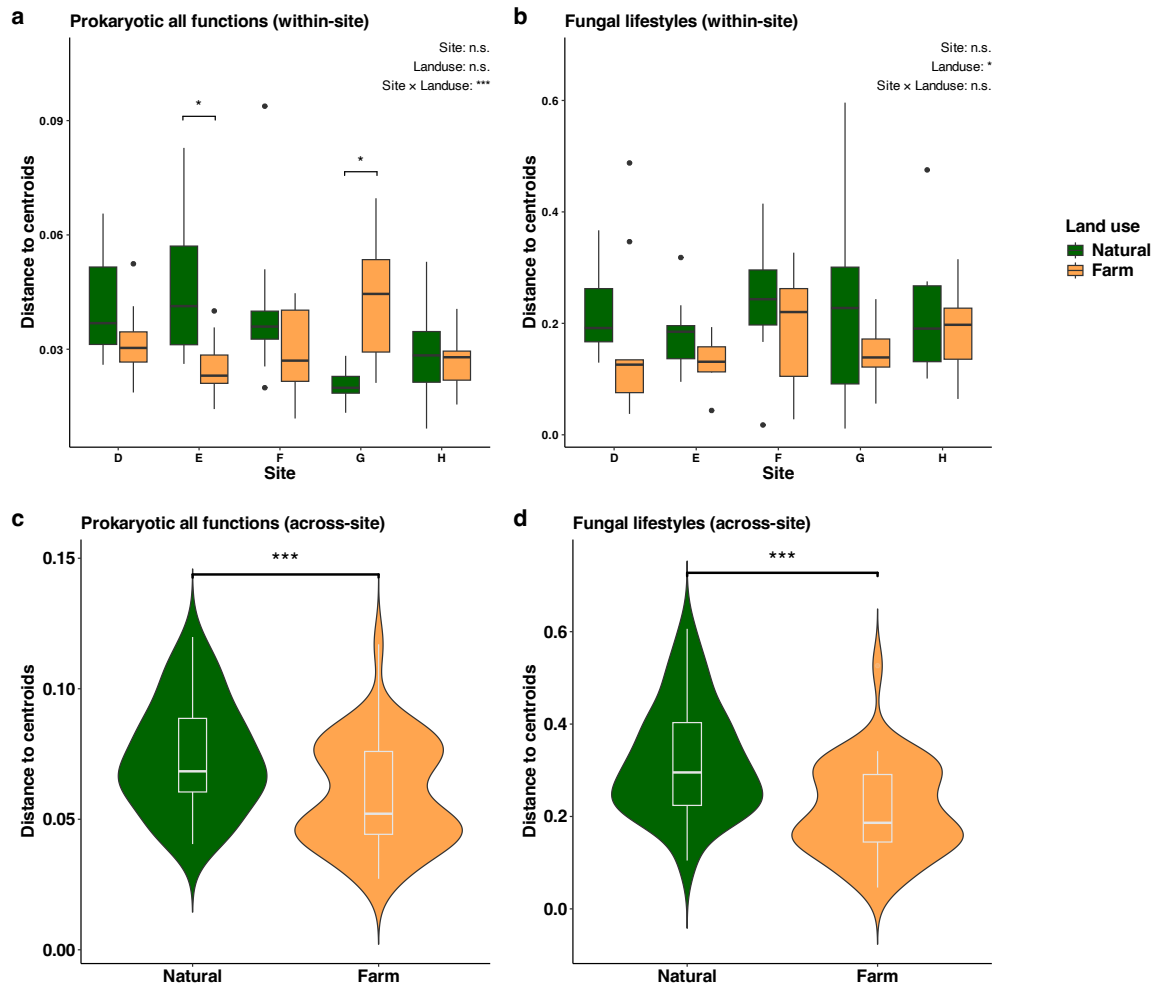 a
Prokaryotic all functions (within-site)
Site: n.s.
Landuse: n.s.
Site × Landuse: ***
*
*
0.09
0.06
0.03
Distance to centroids
D
E
F
G
H
Site
b
Fungal lifestyles (within-site)
Site: n.s.
Landuse: *
Site × Landuse: n.s.
0.6
0.4
0.2
0.0
Distance to centroids
D
E
F
G
H
Site
Land use
Natural
Farm
c
Prokaryotic all functions (across-site)
***
0.15
0.10
0.05
0.00
Distance to centroids
Natural
Farm
d
Fungal lifestyles (across-site)
***
0.6
0.4
0.2
0.0
Distance to centroids
Natural
Farm